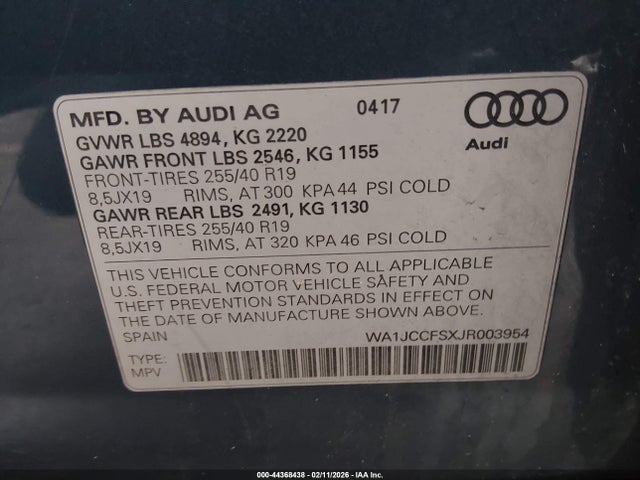 MFD. BY AUDI AG 0417
GVWR LBS 4894, KG 2220
GAWR FRONT LBS 2546, KG 1155
FRONT-TIRES 255/40 R19
8,5JX19 RIMS, AT 300 KPA 44 PSI COLD
GAWR REAR LBS 2491, KG 1130
REAR-TIRES 255/40 R19
8,5JX19 RIMS, AT 320 KPA 46 PSI COLD
Audi
THIS VEHICLE CONFORMS TO ALL APPLICABLE
U.S. FEDERAL MOTOR VEHICLE SAFETY AND
THEFT PREVENTION STANDARDS IN EFFECT ON
THE DATE OF MANUFACTURE SHOWN ABOVE.
SPAIN WA1JCCFSXJR003954
TYPE:
MPV
000-44368438 - 02/11/2026 - IAA Inc.